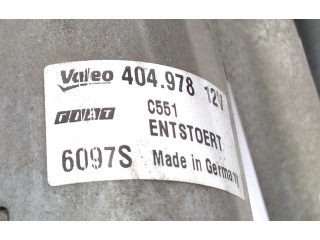 Valeo 404.978 12V
FIAT C551
ENTSTOERT
6097S Made in Germany